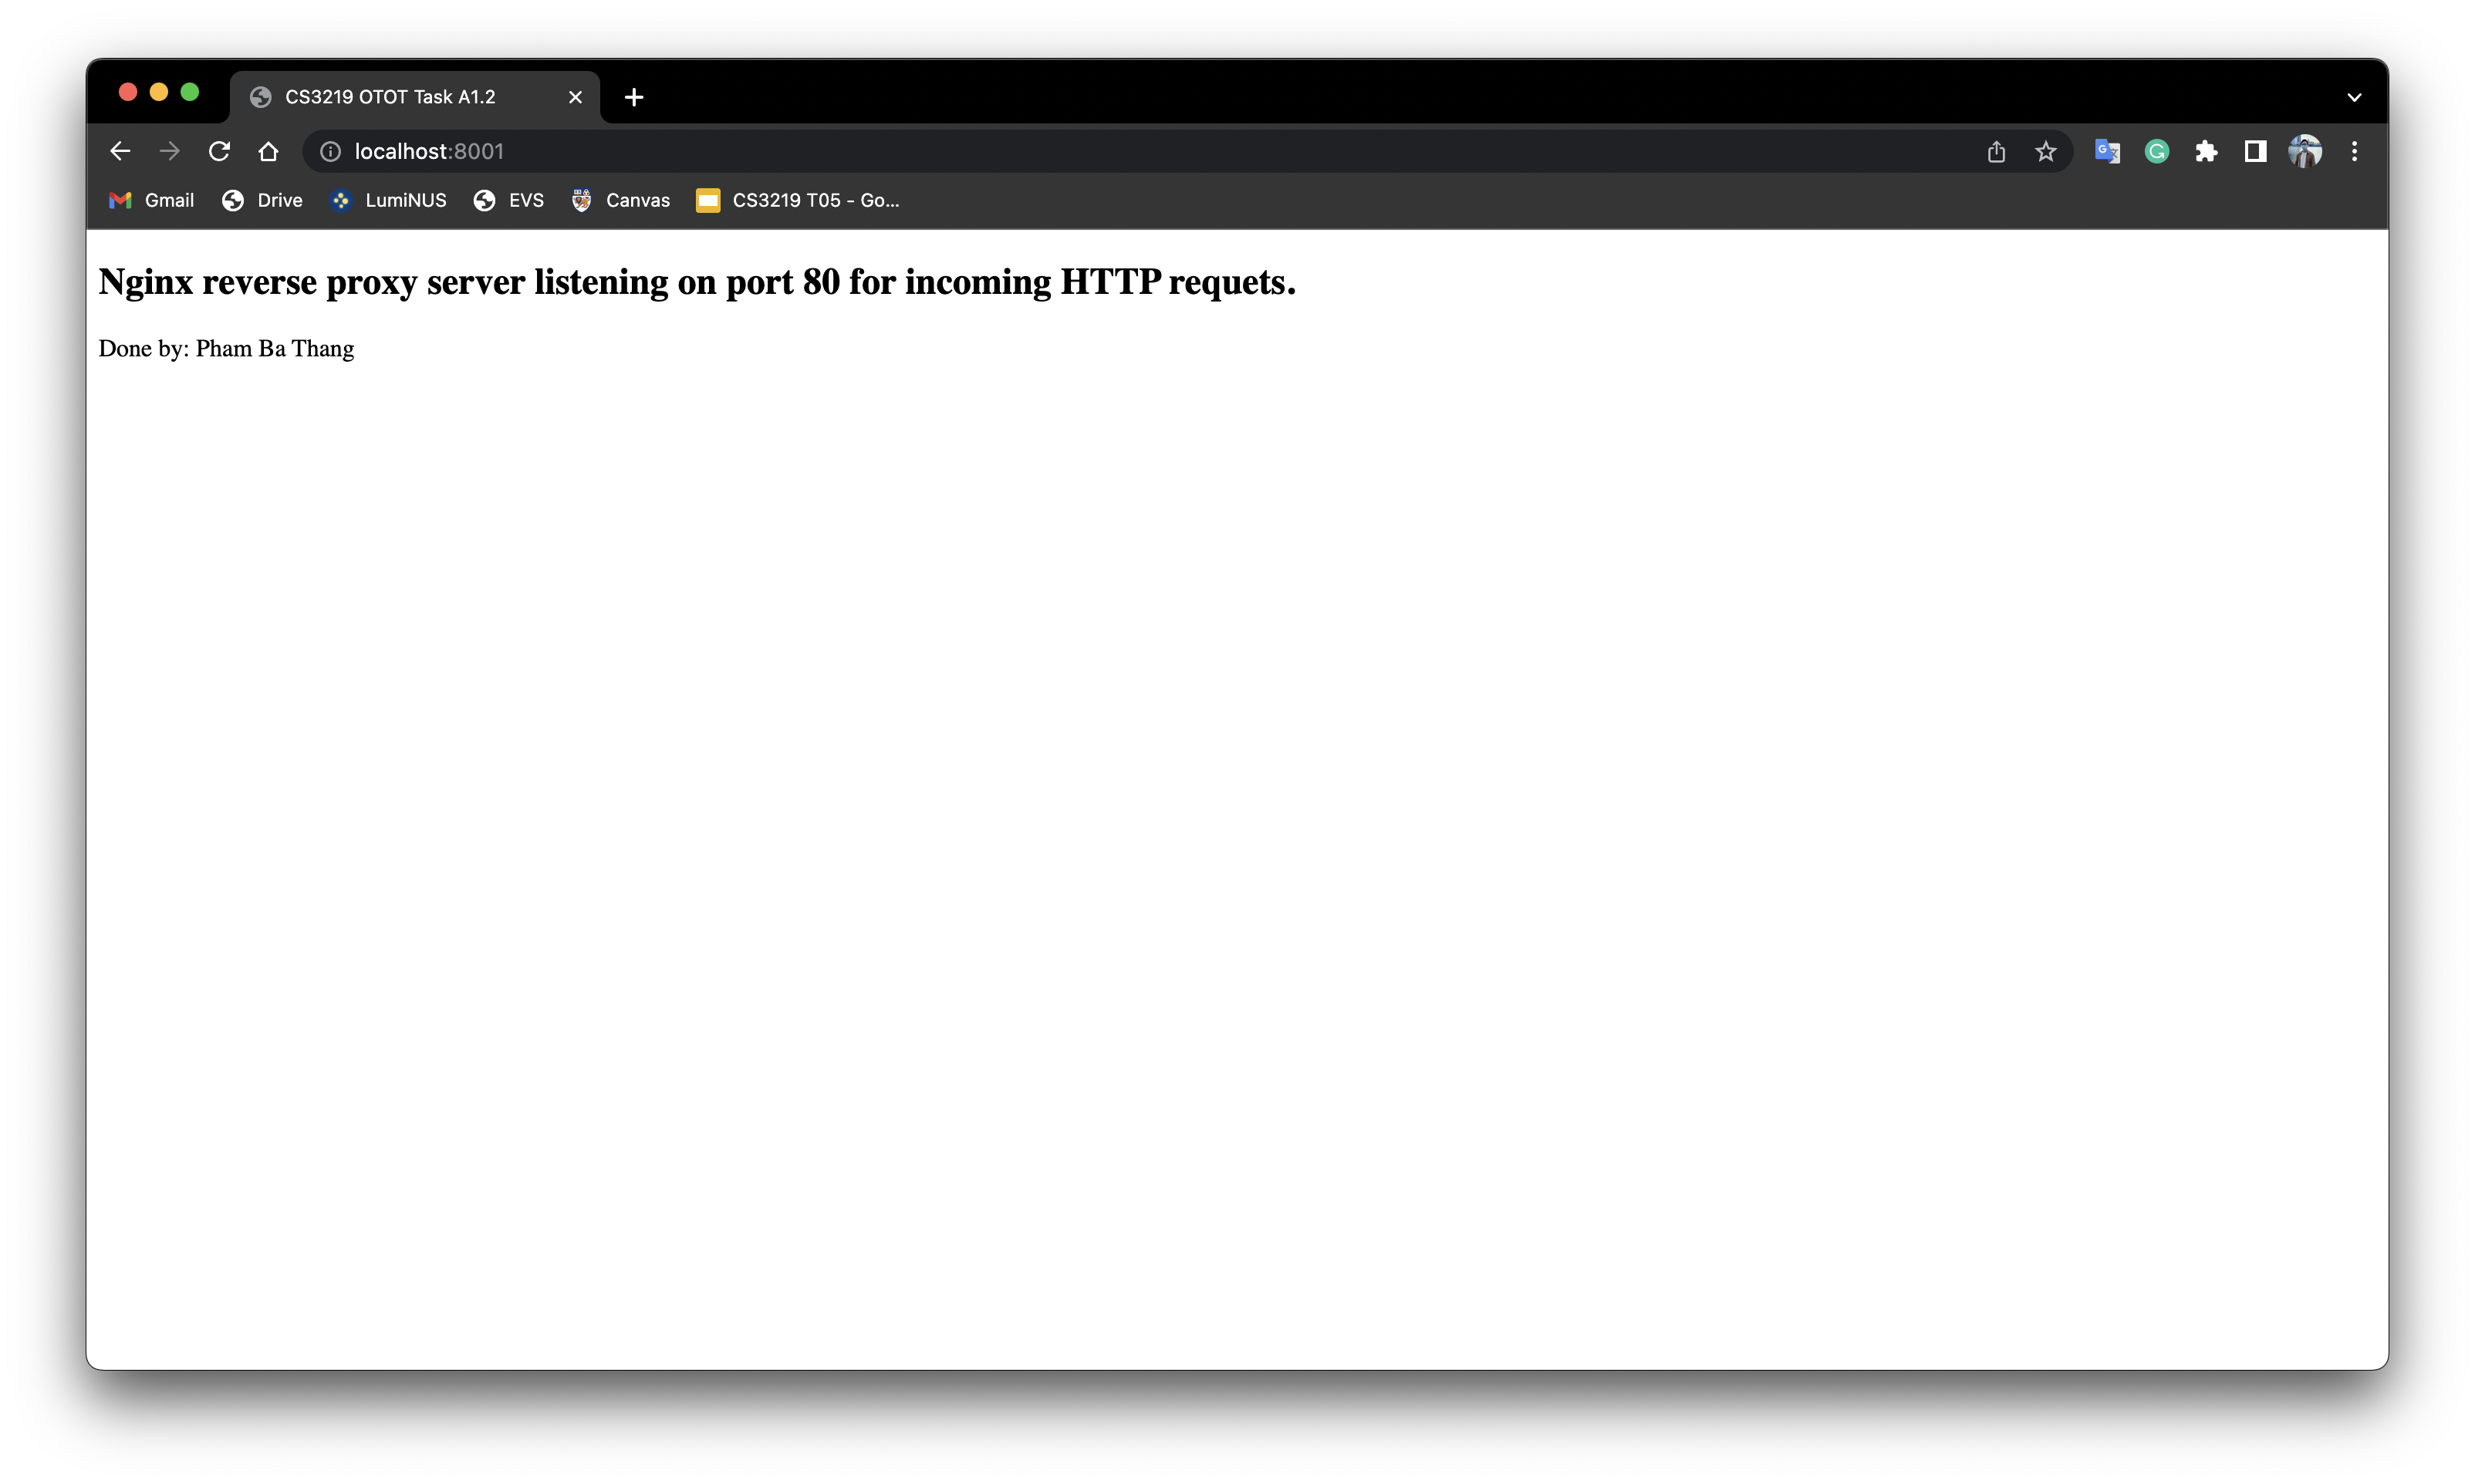 CS3219 OTOT Task A1.2
localhost:8001
Gmail Drive LumiNUS EVS Canvas CS3219 T05 - Go...
Nginx reverse proxy server listening on port 80 for incoming HTTP requets.
Done by: Pham Ba Thang